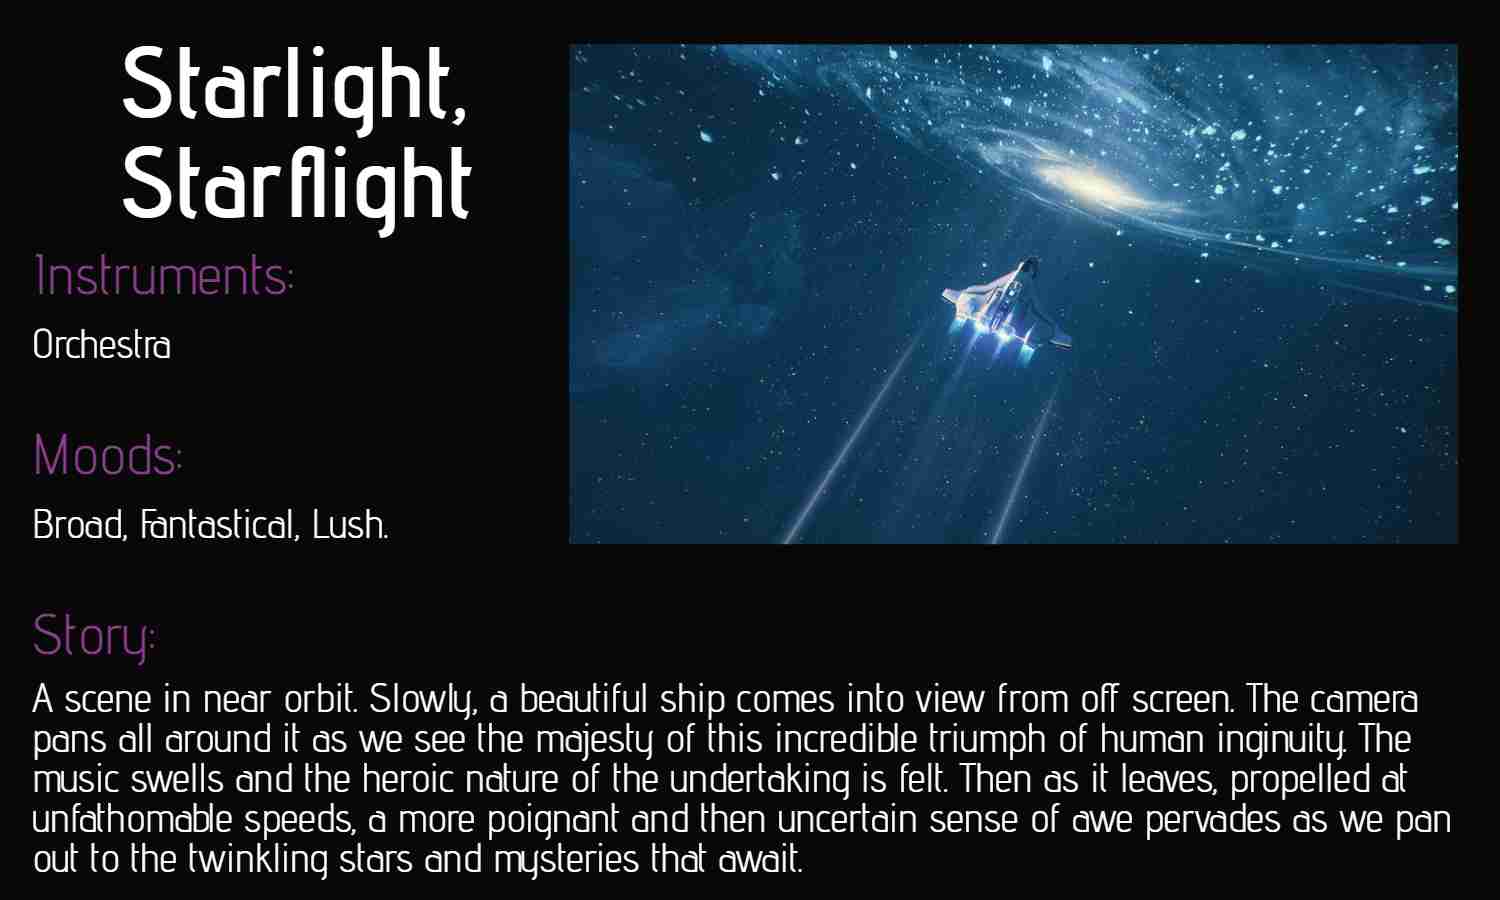 Starlight,
Starflight
Instruments:
Orchestra
Moods:
Broad, Fantastical, Lush.
Story:
A scene in near orbit. Slowly, a beautiful ship comes into view from off screen. The camera
pans all around it as we see the majesty of this incredible triumph of human inginuity. The
music swells and the heroic nature of the undertaking is felt. Then as it leaves, propelled at
unfathomable speeds, a more poignant and then uncertain sense of awe pervades as we pan
out to the twinkling stars and mysteries that await.